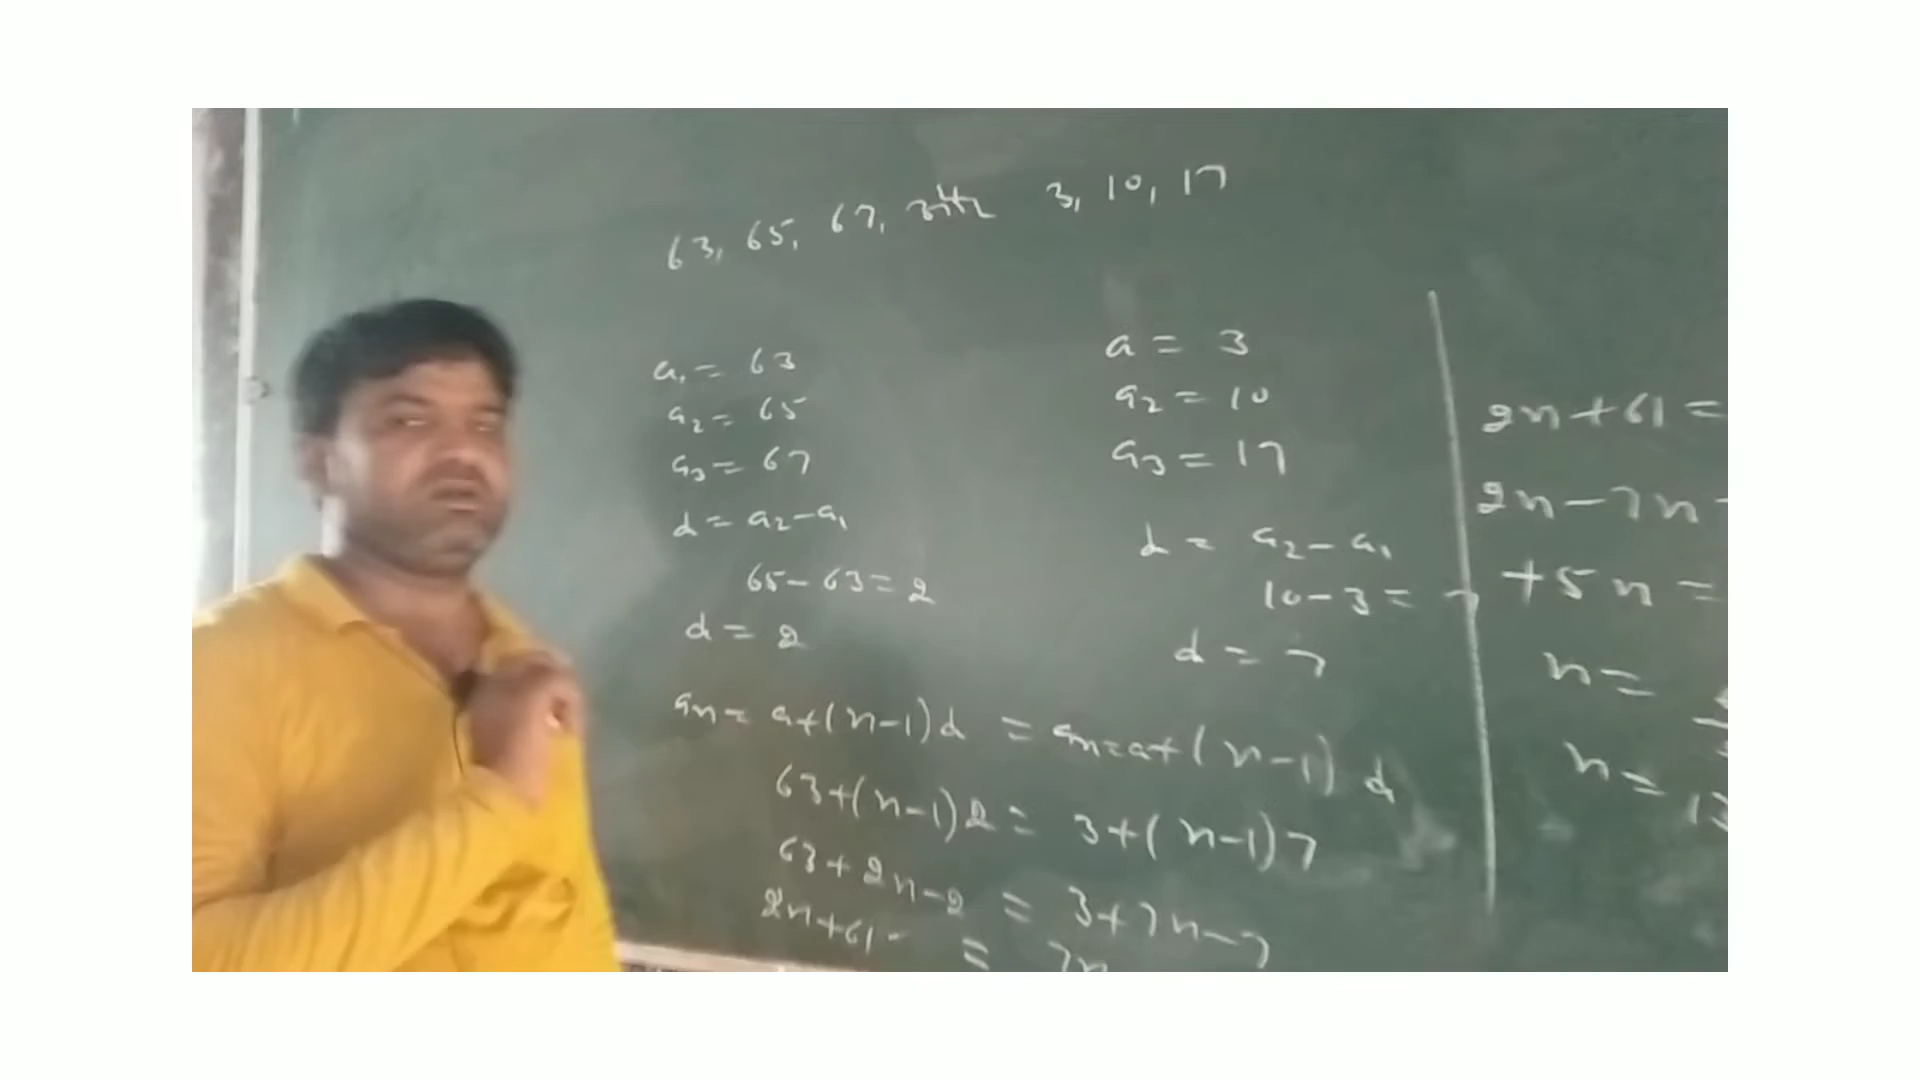 63, 65, 67, और 3, 10, 17
a₁ = 63
a₂ = 65
a₃ = 67
d = a₂ - a₁
65 - 63 = 2
d = 2
a = 3
a₂ = 10
a₃ = 17
d = a₂ - a₁
10 - 3 = 7
d = 7
an = a + (n-1)d = an = a + (n-1)d
63 + (n-1)2 = 3 + (n-1)7
63 + 2n - 2 = 3 + 7n - 7
2n + 61 = 7n
2n + 61 =
2n - 7n -
+5n =
n =
n = 13